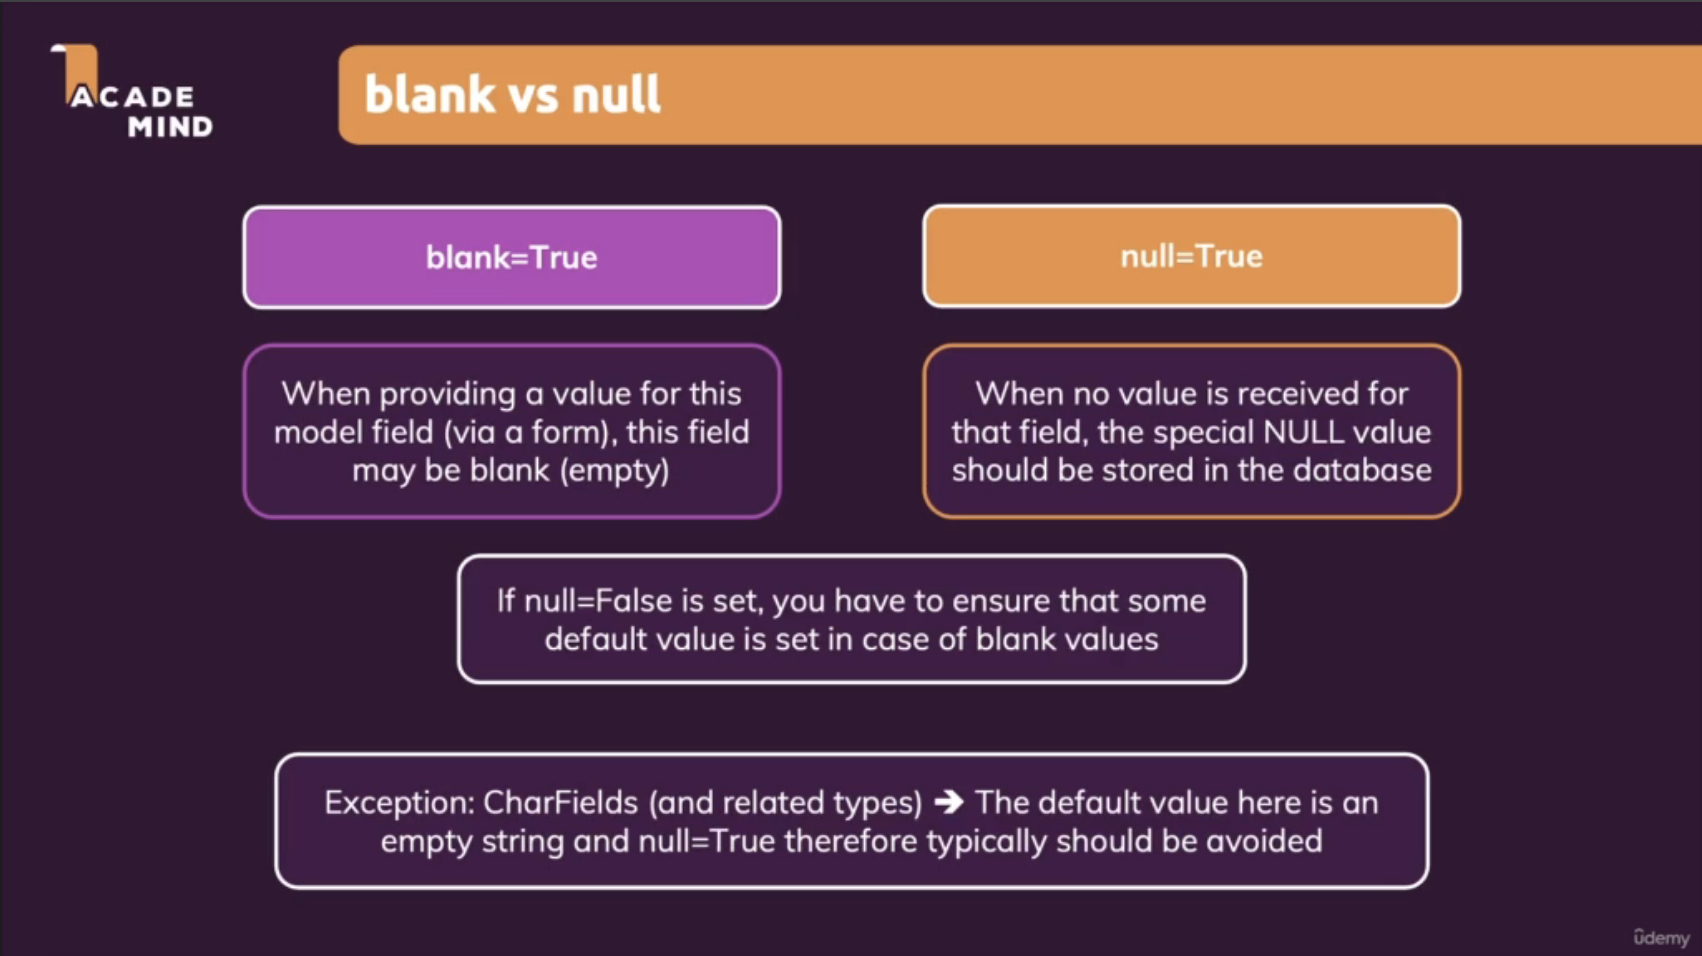 ACADE
MIND
blank vs null
blank=True
null=True
When providing a value for this
model field (via a form), this field
may be blank (empty)
When no value is received for
that field, the special NULL value
should be stored in the database
If null=False is set, you have to ensure that some
default value is set in case of blank values
Exception: CharFields (and related types) ➔ The default value here is an
empty string and null=True therefore typically should be avoided
ûdemy